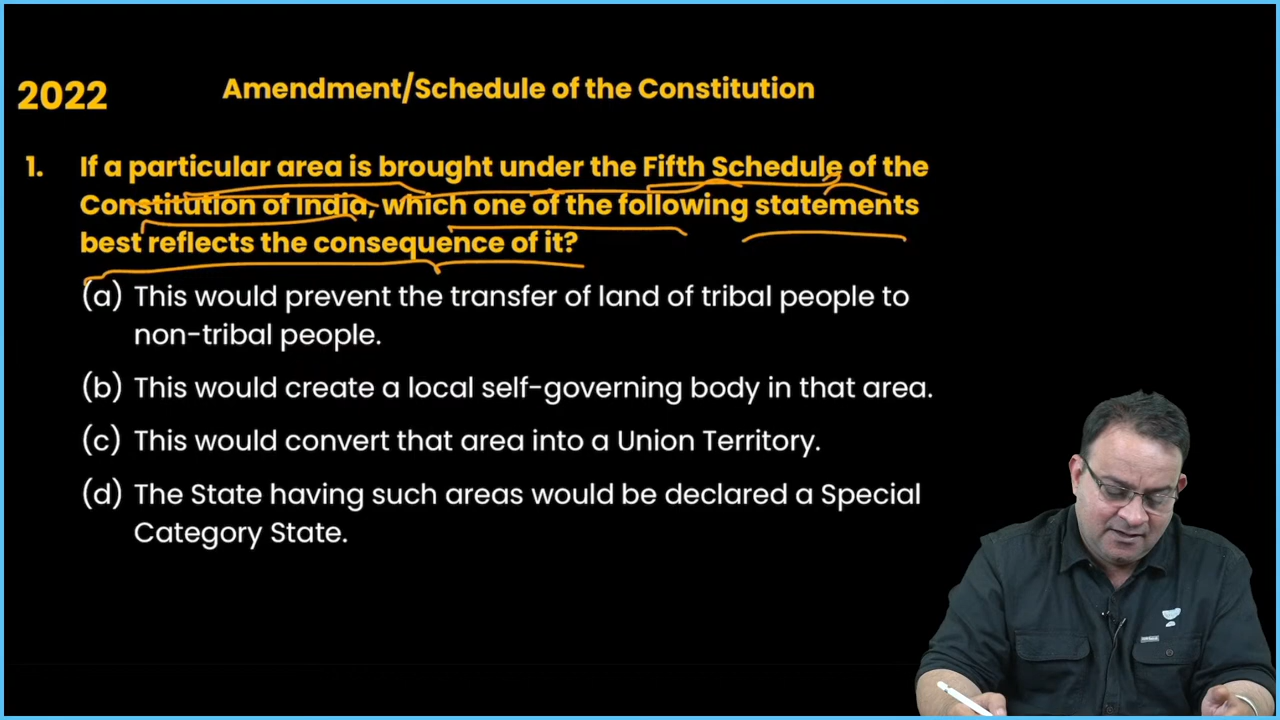 2022
Amendment/Schedule of the Constitution
1. If a particular area is brought under the Fifth Schedule of the
Constitution of India, which one of the following statements
best reflects the consequence of it?
(a) This would prevent the transfer of land of tribal people to
non-tribal people.
(b) This would create a local self-governing body in that area.
(c) This would convert that area into a Union Territory.
(d) The State having such areas would be declared a Special
Category State.